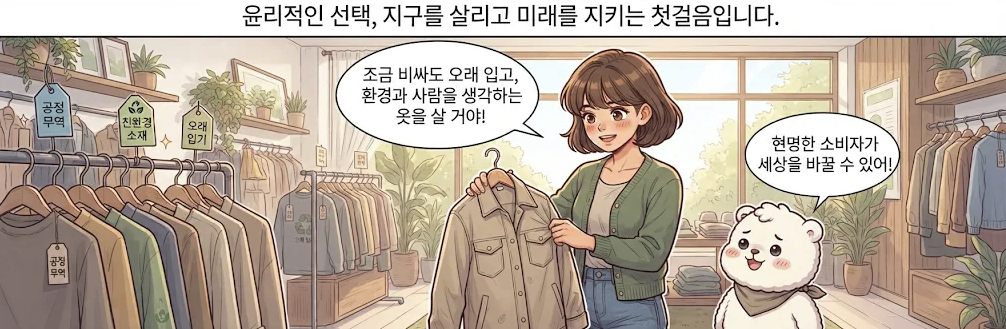 윤리적인 선택, 지구를 살리고 미래를 지키는 첫걸음입니다.
조금 비싸도 오래 입고,
환경과 사람을 생각하는
옷을 살 거야!
현명한 소비자가
세상을 바꿀 수 있어!
공정
무역
친환경
소재
오래
입기
공정
무역